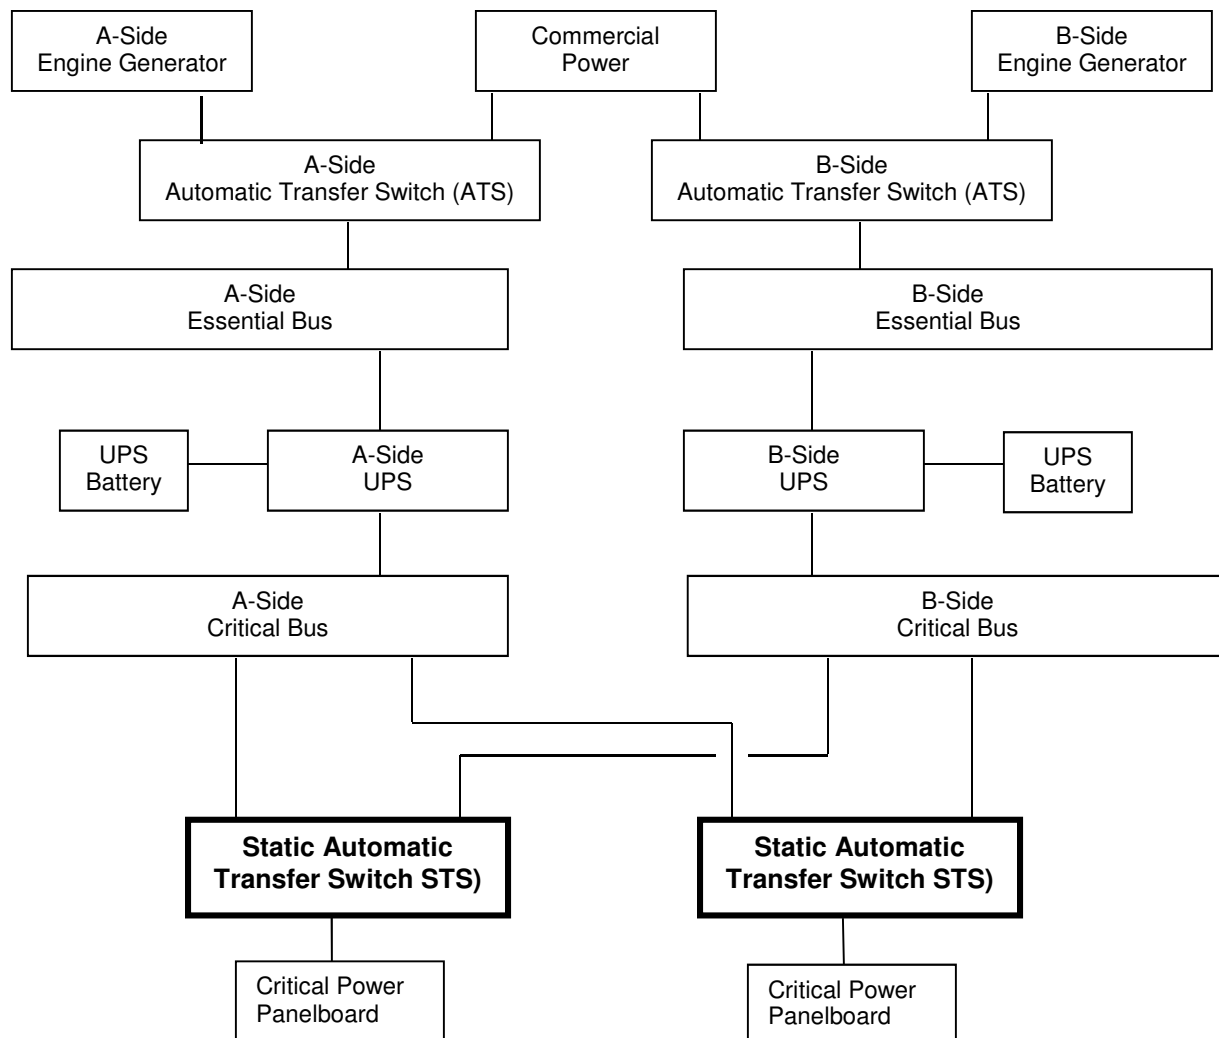 A-Side
Engine Generator
Commercial
Power
B-Side
Engine Generator
A-Side
Automatic Transfer Switch (ATS)
B-Side
Automatic Transfer Switch (ATS)
A-Side
Essential Bus
B-Side
Essential Bus
UPS
Battery
A-Side
UPS
B-Side
UPS
UPS
Battery
A-Side
Critical Bus
B-Side
Critical Bus
Static Automatic
Transfer Switch STS)
Static Automatic
Transfer Switch STS)
Critical Power
Panelboard
Critical Power
Panelboard